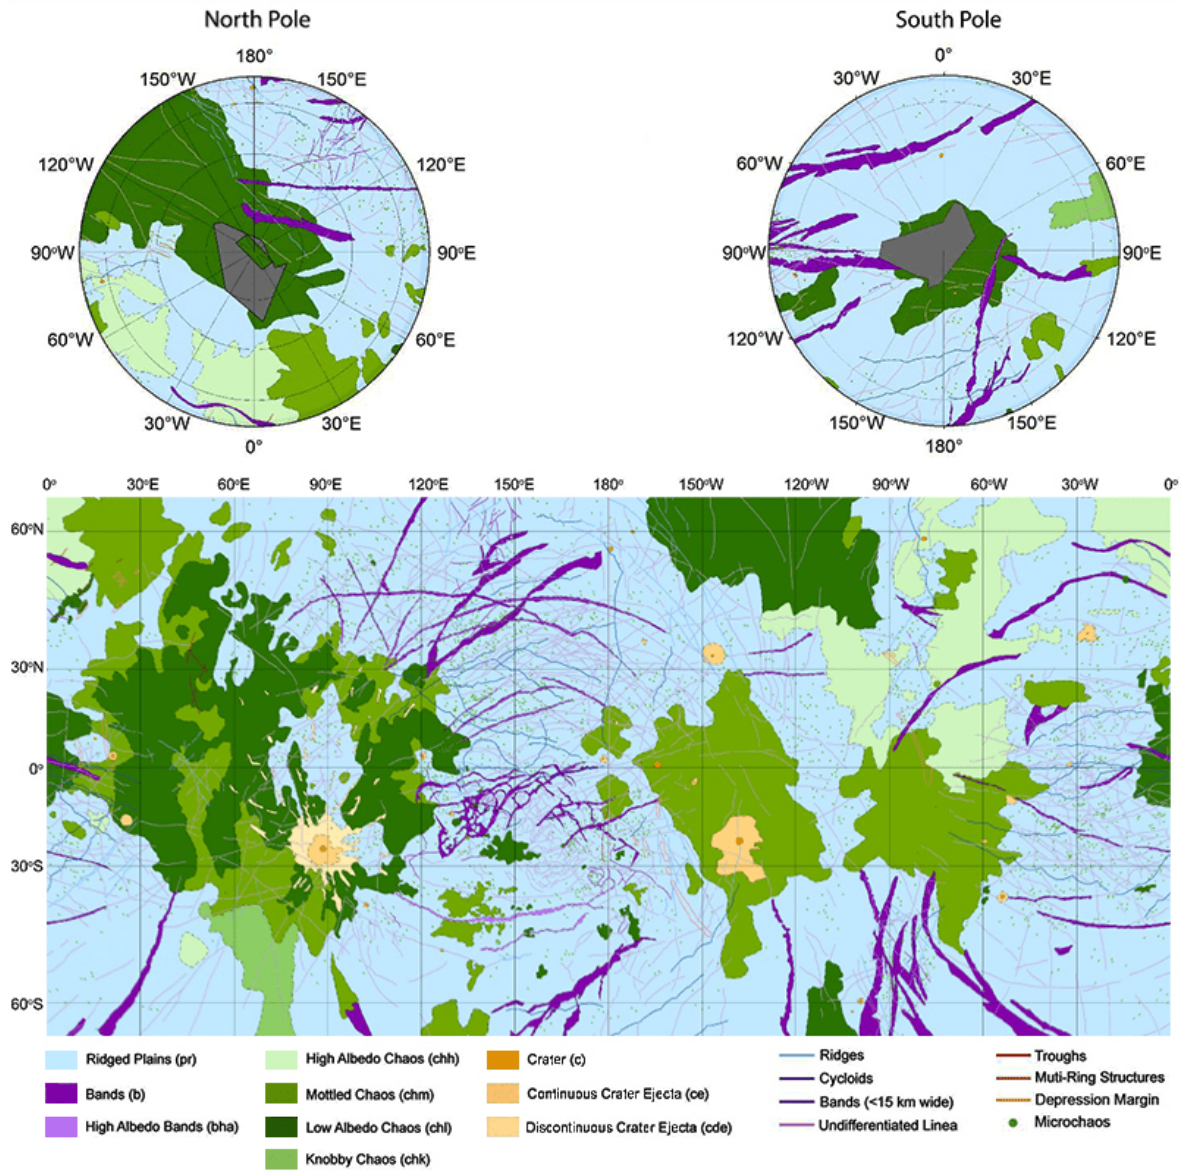 North Pole
South Pole
180°
150°W
150°E
120°W
120°E
90°W
90°E
60°W
60°E
30°W
30°E
0°
0°
30°W
30°E
60°W
60°E
90°W
90°E
120°W
120°E
150°W
150°E
180°
0° 30°E 60°E 90°E 120°E 150°E 180° 150°W 120°W 90°W 60°W 30°W 0°
60°N
30°N
0°
30°S
60°S
Ridged Plains (pr)
Bands (b)
High Albedo Bands (bha)
High Albedo Chaos (chh)
Mottled Chaos (chm)
Low Albedo Chaos (chl)
Knobby Chaos (chk)
Crater (c)
Continuous Crater Ejecta (ce)
Discontinuous Crater Ejecta (cde)
Ridges
Cycloids
Bands (<15 km wide)
Undifferentiated Linea
Troughs
Muti-Ring Structures
Depression Margin
Microchaos